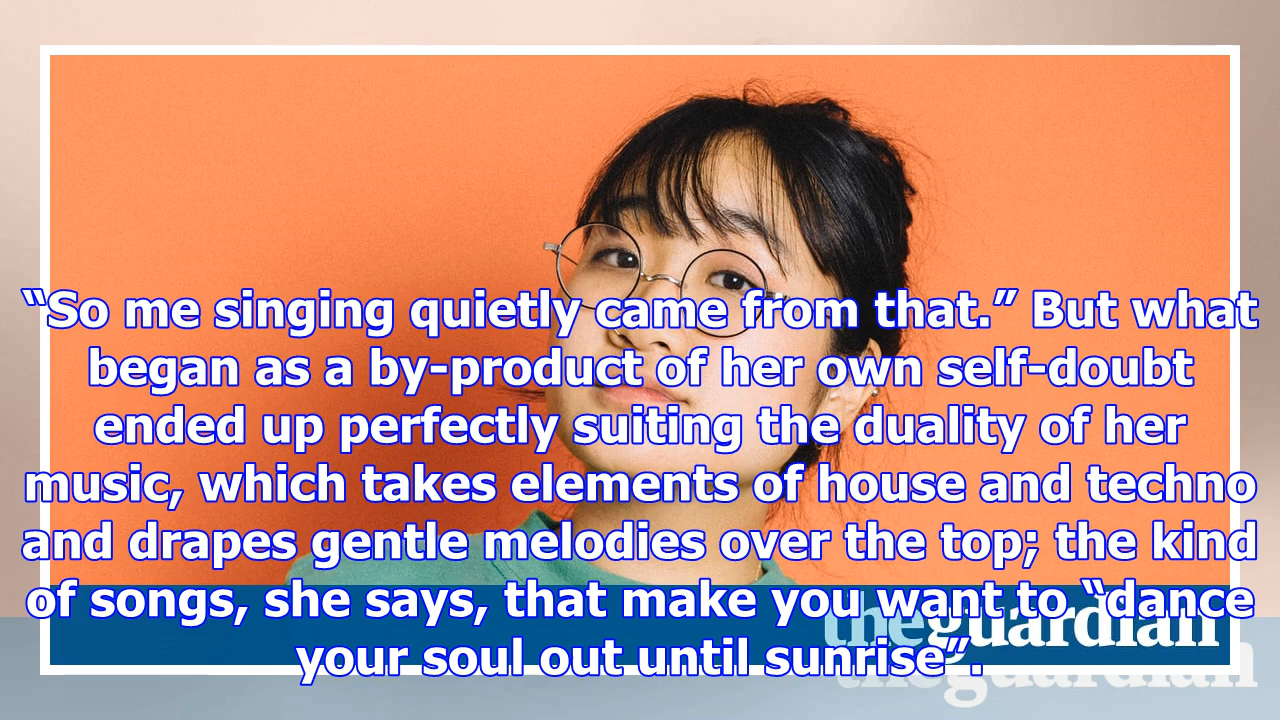 “So me singing quietly came from that.” But what
began as a by-product of her own self-doubt
ended up perfectly suiting the duality of her
music, which takes elements of house and techno
and drapes gentle melodies over the top; the kind
of songs, she says, that make you want to “dance
your soul out until sunrise”.
theguardian
theguardian